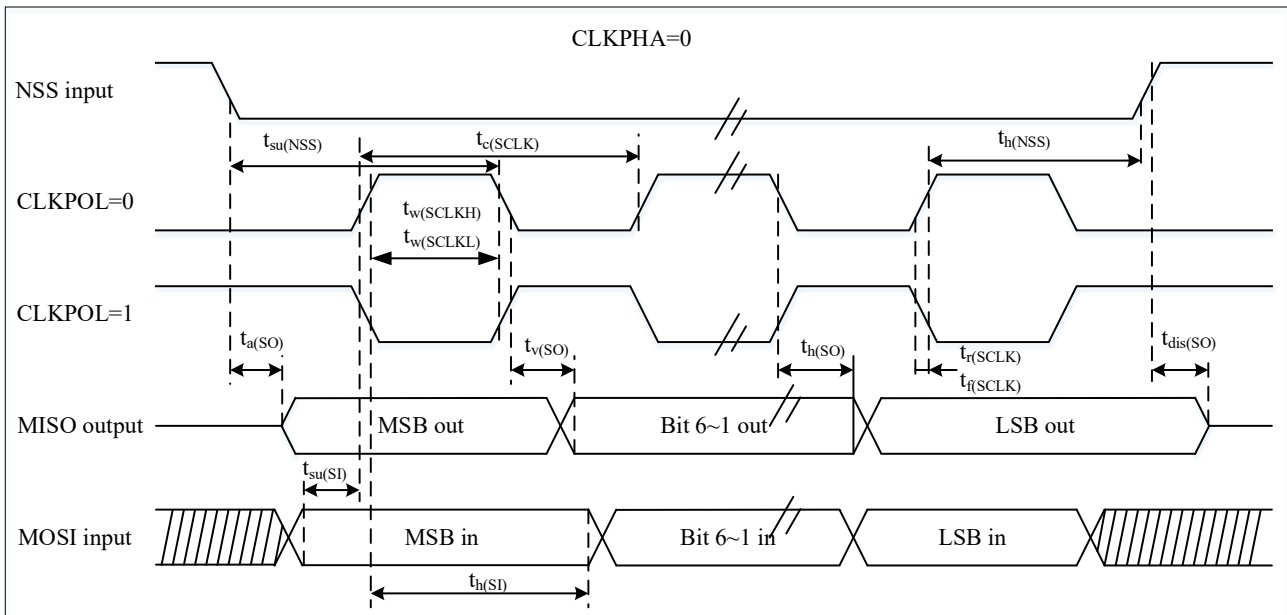 CLKPHA=0
NSS input
tsu(NSS)
tc(SCLK)
th(NSS)
CLKPOL=0
tw(SCLKH)
tw(SCLKL)
CLKPOL=1
ta(SO)
tv(SO)
th(SO)
tr(SCLK)
tf(SCLK)
tdis(SO)
MISO output
MSB out
Bit 6~1 out
LSB out
tsu(SI)
MOSI input
MSB in
Bit 6~1 in
LSB in
th(SI)